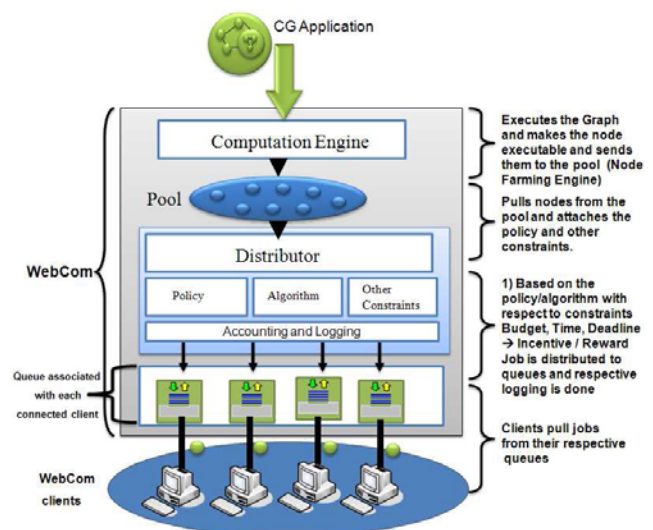 CG Application
Computation Engine
Executes the Graph
and makes the node
executable and sends
them to the pool (Node
Farming Engine)
Pool
Pulls nodes from the
pool and attaches the
policy and other
constraints.
WebCom
Distributor
Policy
Algorithm
Other
Constraints
Accounting and Logging
1) Based on the
policy/algorithm with
respect to constraints
Budget, Time, Deadline
→ Incentive / Reward
Job is distributed to
queues and respective
logging is done
Queue associated
with each
connected client
Clients pull jobs
from their respective
queues
WebCom
clients